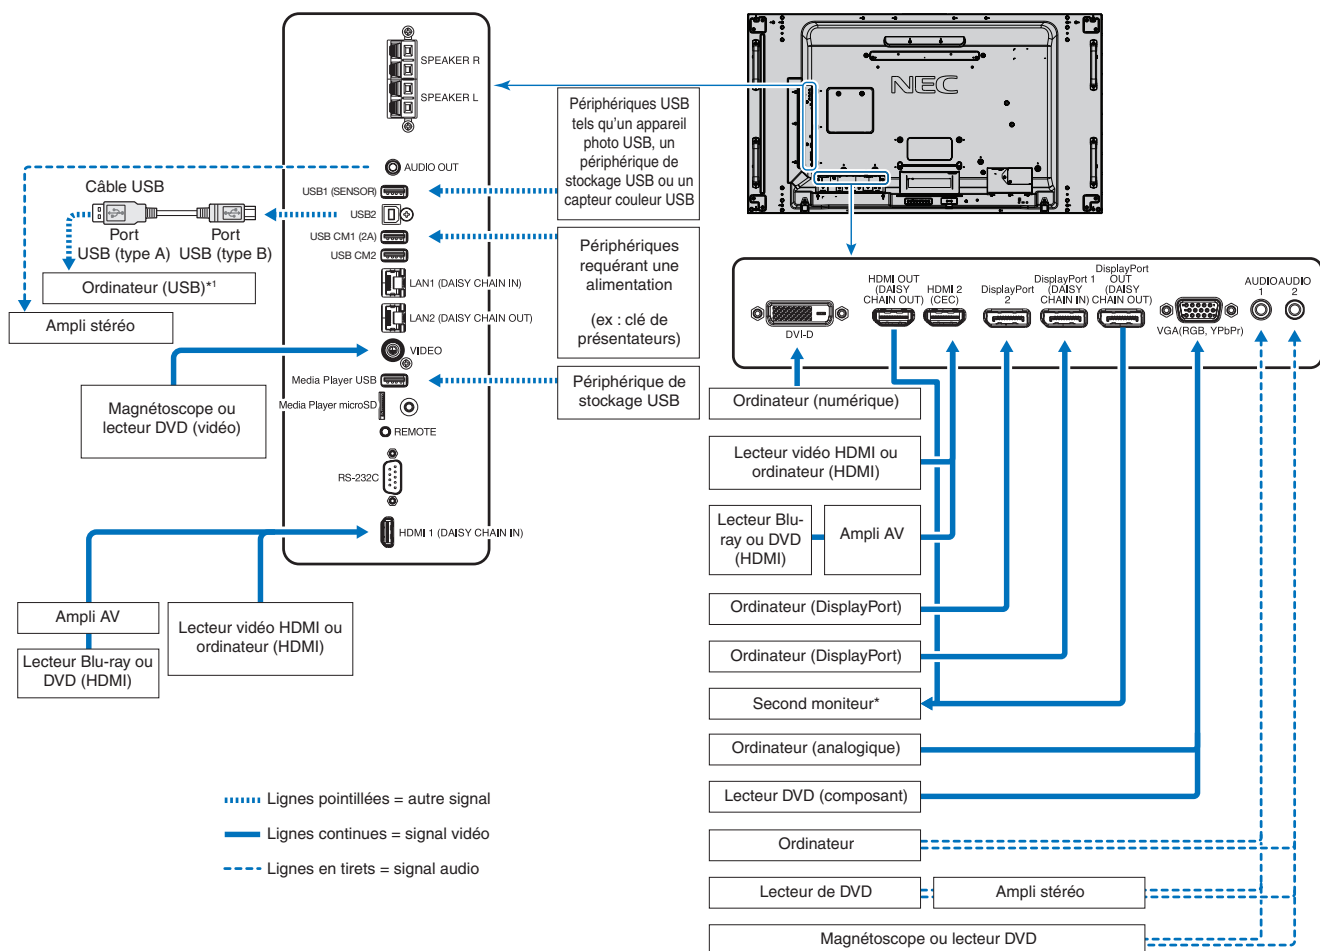 SPEAKER R
SPEAKER L
AUDIO OUT
USB1 (SENSOR)
USB2
USB CM1 (2A)
USB CM2
LAN1 (DAISY CHAIN IN)
LAN2 (DAISY CHAIN OUT)
VIDEO
Media Player USB
Media Player microSD
REMOTE
RS-232C
HDMI 1 (DAISY CHAIN IN)
Câble USB
Port
USB (type A)
Port
USB (type B)
Ordinateur (USB)*1
Ampli stéréo
Magnétoscope ou
lecteur DVD (vidéo)
Ampli AV
Lecteur Blu-ray ou
DVD (HDMI)
Lecteur vidéo HDMI ou
ordinateur (HDMI)
Périphériques USB
tels qu'un appareil
photo USB, un
périphérique de
stockage USB ou un
capteur couleur USB
Périphériques
requérant une
alimentation
(ex : clé de
présentateurs)
Périphérique de
stockage USB
NEC
DVI-D
HDMI OUT
(DAISY
CHAIN OUT)
HDMI 2
(CEC)
DisplayPort
2
DisplayPort 1
(DAISY
CHAIN IN)
DisplayPort
OUT
(DAISY
CHAIN OUT)
VGA(RGB, YPbPr)
AUDIO
1
AUDIO
2
Ordinateur (numérique)
Lecteur vidéo HDMI ou
ordinateur (HDMI)
Lecteur Blu-
ray ou DVD
(HDMI)
Ampli AV
Ordinateur (DisplayPort)
Ordinateur (DisplayPort)
Second moniteur*
Ordinateur (analogique)
Lecteur DVD (composant)
Ordinateur
Lecteur de DVD
Ampli stéréo
Magnétoscope ou lecteur DVD
Lignes pointillées = autre signal
Lignes continues = signal vidéo
Lignes en tirets = signal audio